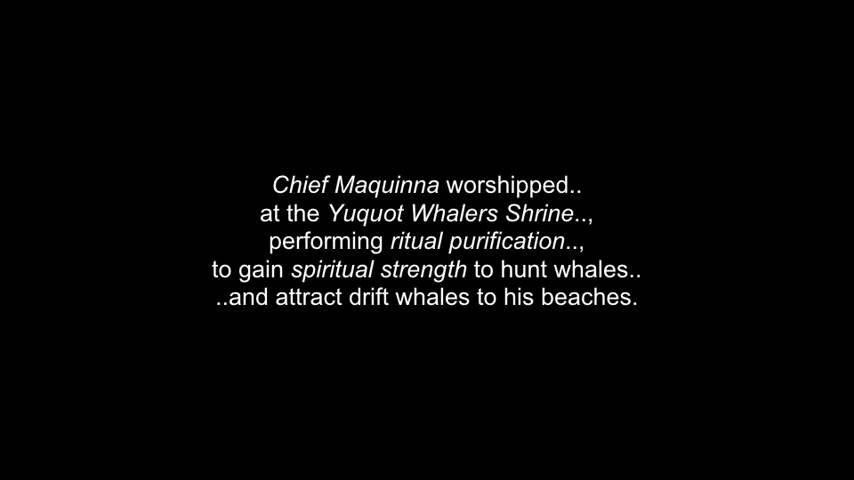 Chief Maquinna worshipped..
at the Yuquot Whalers Shrine..,
performing ritual purification..,
to gain spiritual strength to hunt whales..
..and attract drift whales to his beaches.